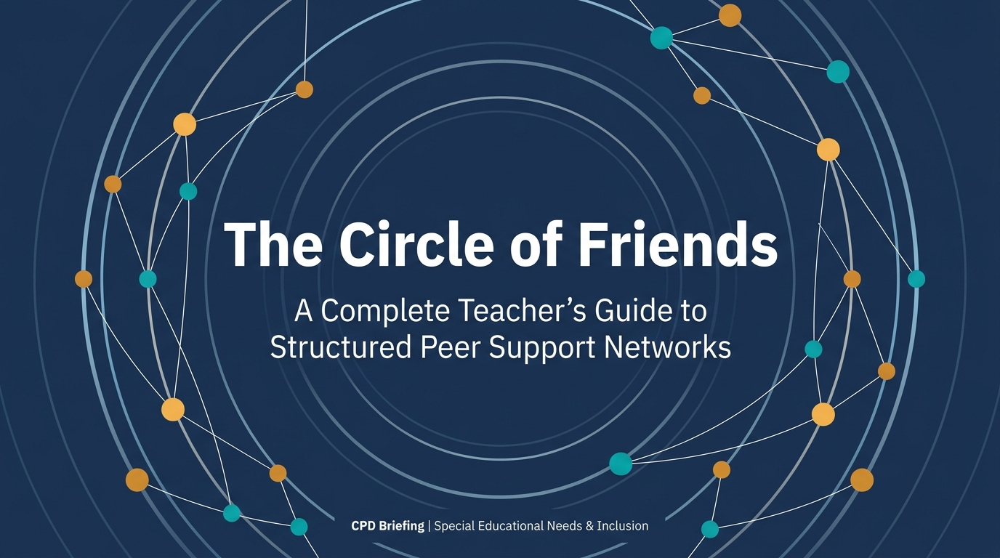 The Circle of Friends
A Complete Teacher’s Guide to
Structured Peer Support Networks
CPD Briefing | Special Educational Needs & Inclusion